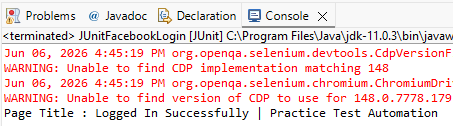 Problems @ Javadoc Declaration Console
<terminated> JUnitFacebookLogin [JUnit] C:\Program Files\Java\jdk-11.0.3\bin\javaw
Jun 06, 2026 4:45:19 PM org.openqa.selenium.devtools.CdpVersionF
WARNING: Unable to find CDP implementation matching 148
Jun 06, 2026 4:45:19 PM org.openqa.selenium.chromium.ChromiumDri
WARNING: Unable to find version of CDP to use for 148.0.7778.179
Page Title : Logged In Successfully | Practice Test Automation